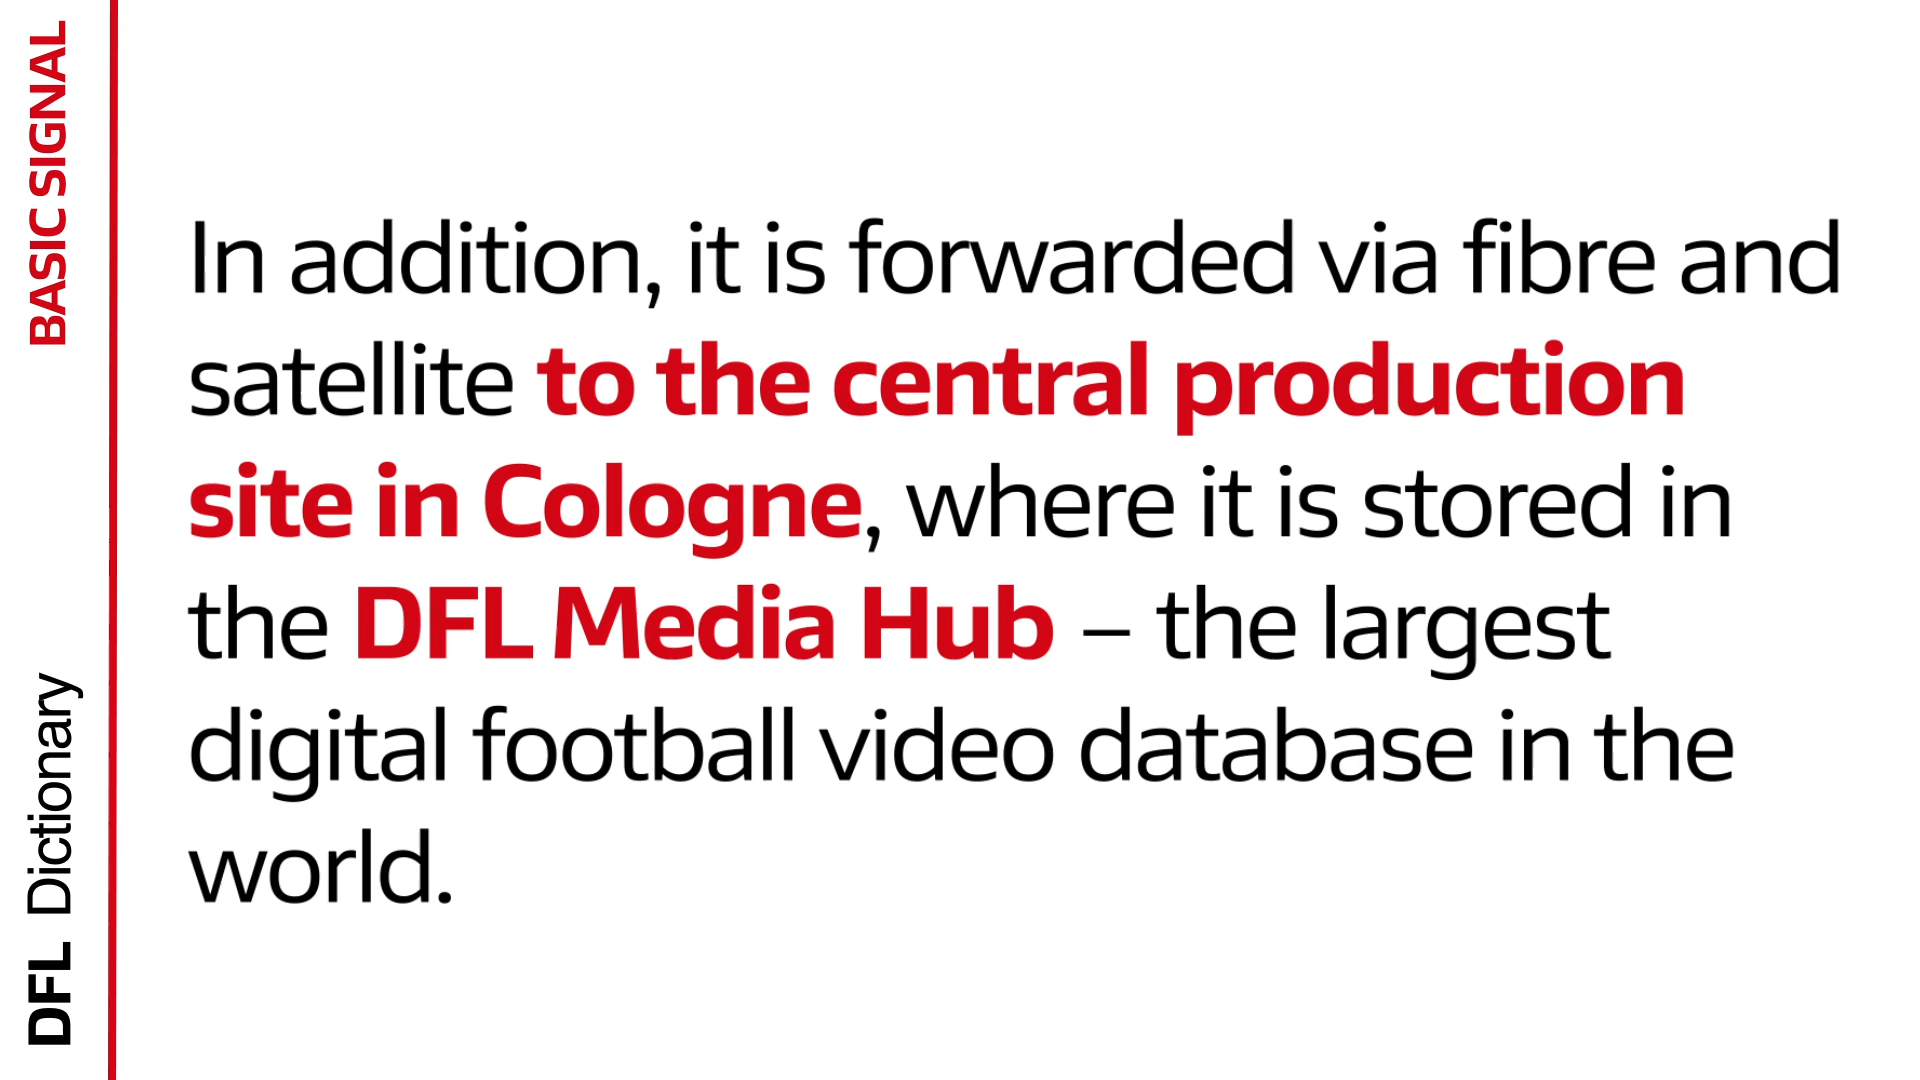 BASIC SIGNAL
DFL Dictionary
In addition, it is forwarded via fibre and
satellite to the central production
site in Cologne, where it is stored in
the DFL Media Hub – the largest
digital football video database in the
world.